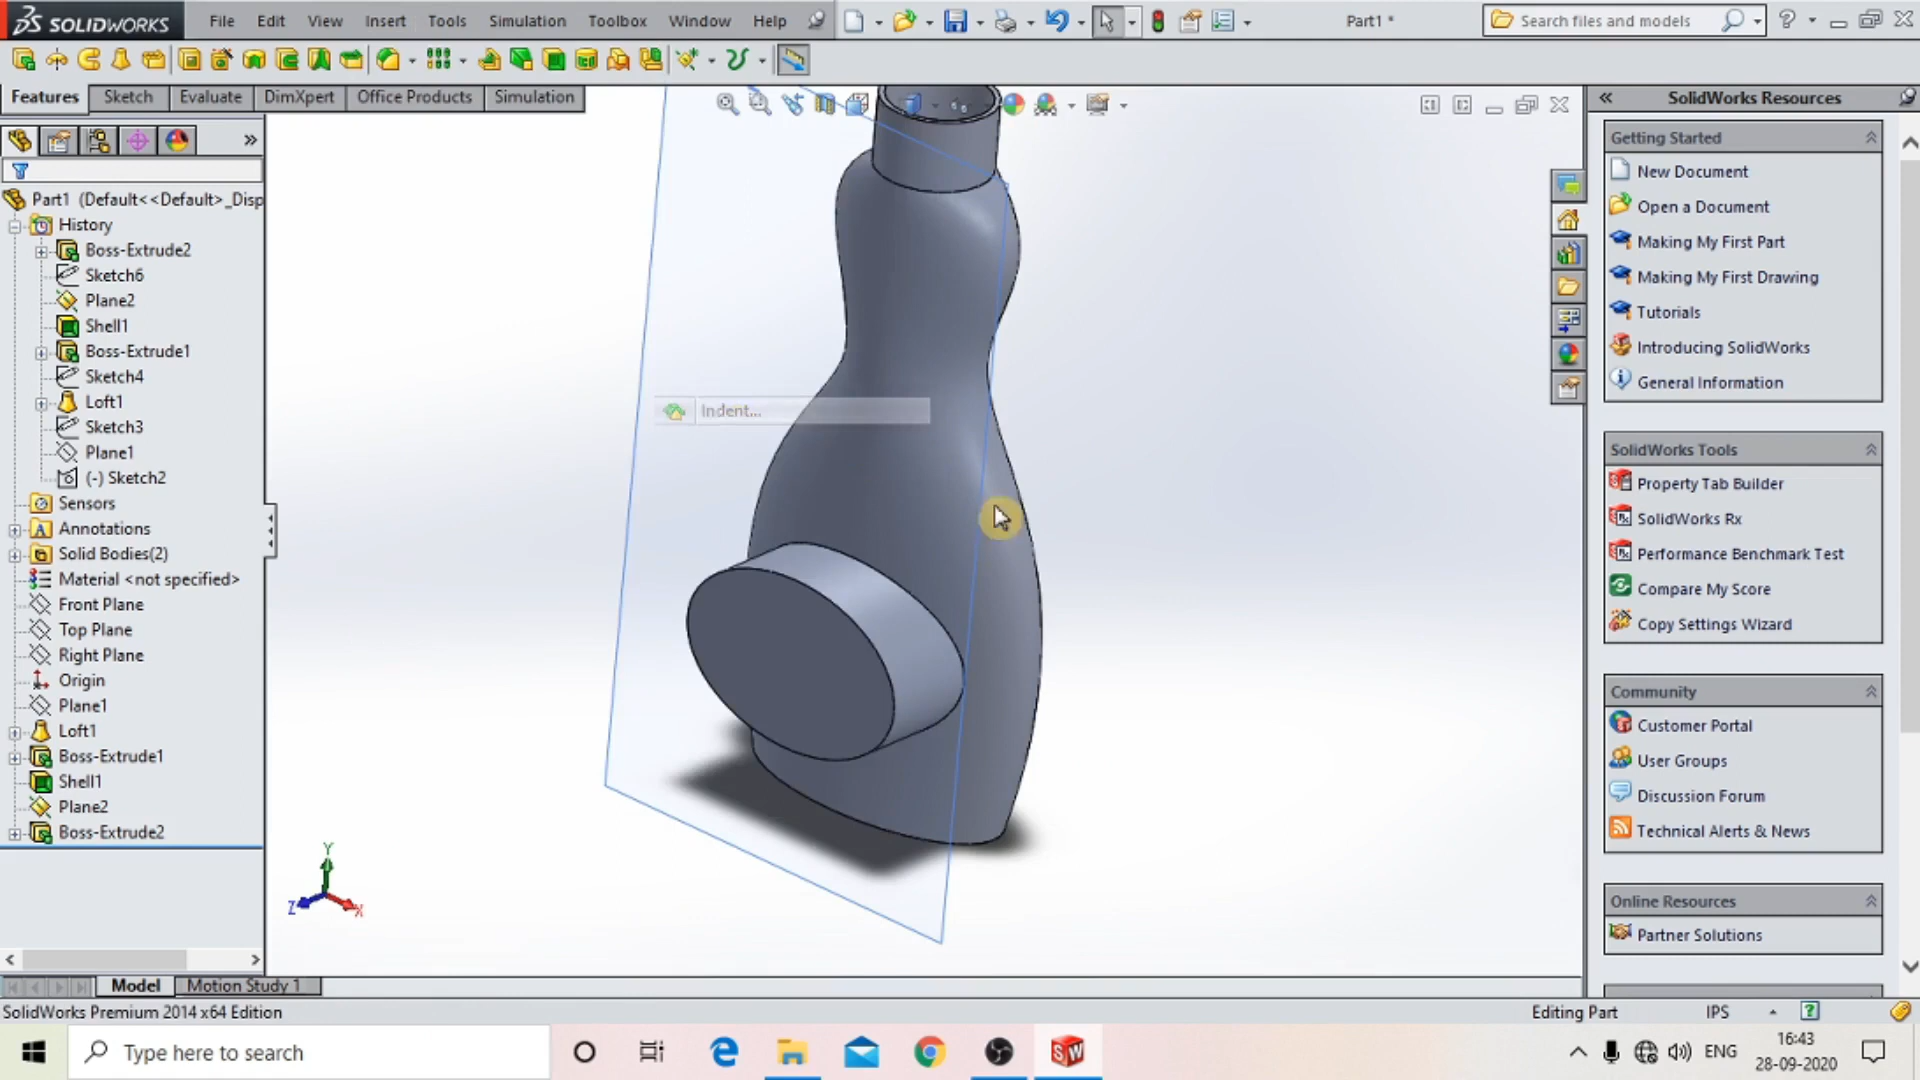 SOLIDWORKS File Edit View Insert Tools Simulation Toolbox Window Help Part1 * Search files and models
Features Sketch Evaluate DimXpert Office Products Simulation
SolidWorks Resources
Part1 (Default<<Default>_Disp
History
Boss-Extrude2
Sketch6
Plane2
Shell1
Boss-Extrude1
Sketch4
Loft1
Sketch3
Plane1
(-) Sketch2
Sensors
Annotations
Solid Bodies(2)
Material <not specified>
Front Plane
Top Plane
Right Plane
Origin
Plane1
Loft1
Boss-Extrude1
Shell1
Plane2
Boss-Extrude2
Indent...
Y
Z
X
Getting Started
New Document
Open a Document
Making My First Part
Making My First Drawing
Tutorials
Introducing SolidWorks
General Information
SolidWorks Tools
Property Tab Builder
SolidWorks Rx
Performance Benchmark Test
Compare My Score
Copy Settings Wizard
Community
Customer Portal
User Groups
Discussion Forum
Technical Alerts & News
Online Resources
Partner Solutions
Model Motion Study 1
SolidWorks Premium 2014 x64 Edition Editing Part IPS
Type here to search
ENG
16:43
28-09-2020